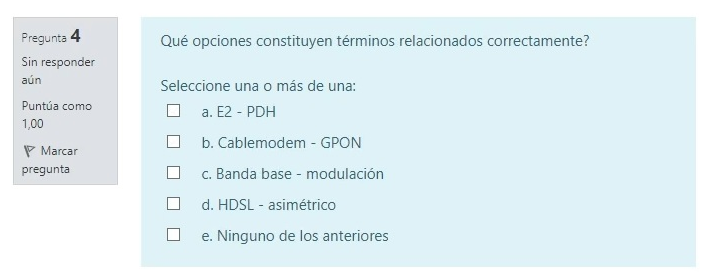 Pregunta 4
Sin responder
aún
Puntúa como
1,00
Marcar
pregunta
Qué opciones constituyen términos relacionados correctamente?
Seleccione una o más de una:
a. E2 - PDH
b. Cablemodem - GPON
c. Banda base - modulación
d. HDSL - asimétrico
e. Ninguno de los anteriores